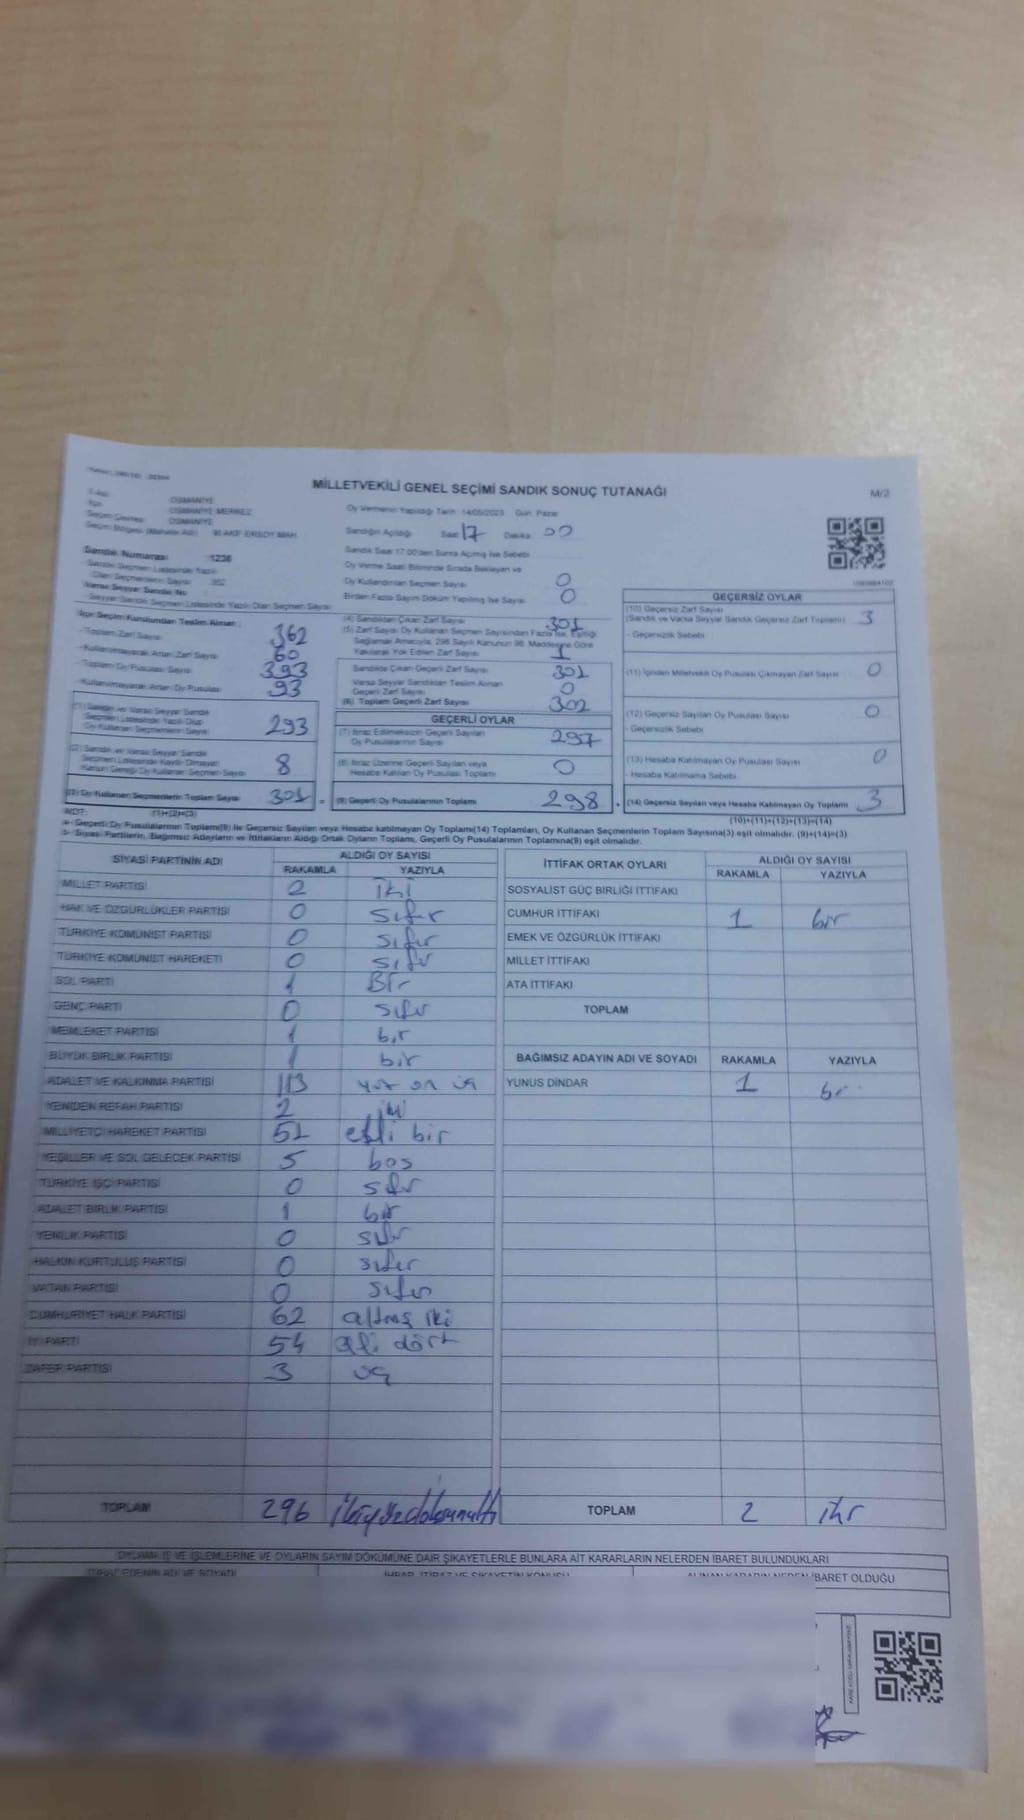 MİLLETVEKİLİ GENEL SEÇİMİ SANDIK SONUÇ TUTANAĞI
M/2
OSMANİYE
OSMANİYE MERKEZ
OSMANİYE
Seçim Bölgesi (Mahalle Adı) M.AKİF ERSOY MAH.
Oy Vermenin Yapıldığı Tarih 14/05/2023 Gün Pazar
Sandığın Açıldığı Saat 17 Dakika 00
Sandık Saat 17:00'den Sonra Açılmış İse Sebebi
Sandık Numarası 1236
Oy Verme Saati Bitiminde Sırada Bekleyen ve
Oy Kullandırılan Seçmen Sayısı 0
Birden Fazla Sayım Döküm Yapılmış İse Sayısı 0
İlçe Seçim Kurulundan Teslim Alınan :
- Toplam Zarf Sayısı 362
- Kullanılmayarak Artan Zarf Sayısı 60
- Toplam Oy Pusulası Sayısı 393
- Kullanılmayarak Artan Oy Pusulası 93
(1) Sandık ve Varsa Seyyar Sandık
Seçmen Listesinde Yazılı Olup
Oy Kullanan Seçmenlerin Sayısı 293
(2) Sandık ve Varsa Seyyar Sandık
Seçmen Listesinde Kayıtlı Olmayan
Kanun Gereği Oy Kullanan Seçmen Sayısı 8
(3) Oy Kullanan Seçmenlerin Toplam Sayısı 301
(1)+(2)=(3)
(4) Sandıktan Çıkan Zarf Sayısı 301
(5) Zarf Sayısı Oy Kullanan Seçmen Sayısından Fazla İse, Eşitliği
Sağlamak Amacıyla, 298 Sayılı Kanunun 98. Maddesine Göre
Yakılarak Yok Edilen Zarf Sayısı 1
Sandıkta Çıkan Geçerli Zarf Sayısı 301
Varsa Seyyar Sandıktan Teslim Alınan
Geçerli Zarf Sayısı 0
(6) Toplam Geçerli Zarf Sayısı 302
GEÇERLİ OYLAR
(7) İtiraz Edilmeksizin Geçerli Sayılan
Oy Pusulalarının Sayısı 297
(8) İtiraz Üzerine Geçerli Sayılan veya
Hesaba Katılan Oy Pusulası Toplamı 0
(9) Geçerli Oy Pusulalarının Toplamı 298
GEÇERSİZ OYLAR
(10) Geçersiz Zarf Sayısı
(Sandık ve Varsa Seyyar Sandık Geçersiz Zarf Toplamı) 3
- Geçersizlik Sebebi
(11) İçinden Milletvekili Oy Pusulası Çıkmayan Zarf Sayısı 0
(12) Geçersiz Sayılan Oy Pusulası Sayısı 0
- Geçersizlik Sebebi
(13) Hesaba Katılmayan Oy Pusulası Sayısı 0
- Hesaba Katılmama Sebebi
(14) Geçersiz Sayılan veya Hesaba Katılmayan Oy Toplamı 3
(10)+(11)+(12)+(13)=(14)
NOT:
a- Geçerli Oy Pusulalarının Toplamı(9) ile Geçersiz Sayılan veya Hesaba katılmayan Oy Toplamı(14) Toplamları, Oy Kullanan Seçmenlerin Toplam Sayısına(3) eşit olmalıdır. (9)+(14)=(3)
b- Siyasi Partilerin, Bağımsız Adayların ve İttifakların Aldığı Ortak Oyların Toplamı, Geçerli Oy Pusulalarının Toplamına(9) eşit olmalıdır.
SİYASİ PARTİNİN ADI ALDIĞI OY SAYISI
RAKAMLA YAZIYLA
MİLLET PARTİSİ 2 iki
HAK VE ÖZGÜRLÜKLER PARTİSİ 0 sıfır
TÜRKİYE KOMÜNİST PARTİSİ 0 sıfır
TÜRKİYE KOMÜNİST HAREKETİ 0 sıfır
SOL PARTİ 1 Bir
GENÇ PARTİ 0 sıfır
MEMLEKET PARTİSİ 1 bir
BÜYÜK BİRLİK PARTİSİ 1 bir
ADALET VE KALKINMA PARTİSİ 113 yüz on üç
YENİDEN REFAH PARTİSİ 2 iki
MİLLİYETÇİ HAREKET PARTİSİ 51 elli bir
YEŞİLLER VE SOL GELECEK PARTİSİ 5 beş
TÜRKİYE İŞÇİ PARTİSİ 0 sıfır
ADALET BİRLİK PARTİSİ 1 bir
YENİLİK PARTİSİ 0 sıfır
HALKIN KURTULUŞ PARTİSİ 0 sıfır
VATAN PARTİSİ 0 sıfır
CUMHURİYET HALK PARTİSİ 62 altmış iki
İYİ PARTİ 54 elli dört
ZAFER PARTİSİ 3 üç
TOPLAM 296 ikiyüzdoksanaltı
İTTİFAK ORTAK OYLARI ALDIĞI OY SAYISI
RAKAMLA YAZIYLA
SOSYALİST GÜÇ BİRLİĞİ İTTİFAKI
CUMHUR İTTİFAKI 1 bir
EMEK VE ÖZGÜRLÜK İTTİFAKI
MİLLET İTTİFAKI
ATA İTTİFAKI
TOPLAM
BAĞIMSIZ ADAYIN ADI VE SOYADI RAKAMLA YAZIYLA
YUNUS DİNDAR 1 bir
TOPLAM 2 iki
OYLAMA İŞ VE İŞLEMLERİNE VE OYLARIN SAYIM DÖKÜMÜNE DAİR ŞİKAYETLERLE BUNLARA AİT KARARLARIN NELERDEN İBARET BULUNDUKLARI
İTİRAZ EDENİN ADI VE SOYADI İHBAR, İTİRAZ VE ŞİKAYETİN KONUSU ALINAN KARARIN NEDEN İBARET OLDUĞU